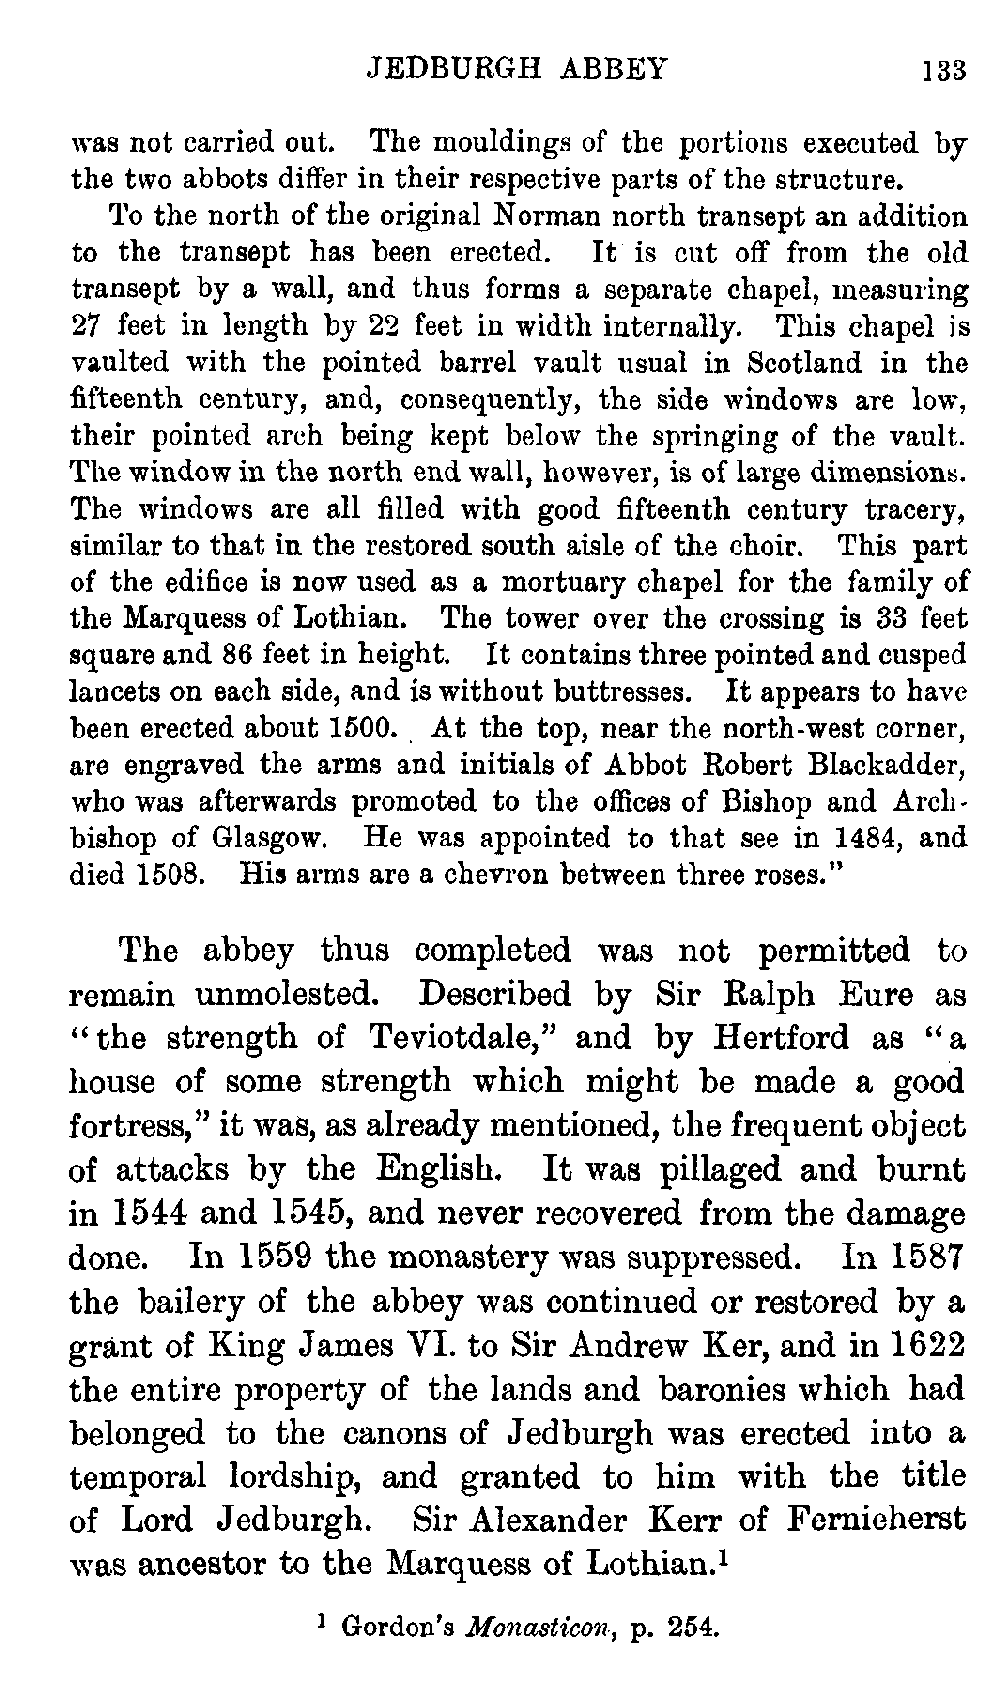 JEDBURGH ABBEY 133
was not carried out. The mouldings of the portions executed by
the two abbots differ in their respective parts of the structure.
To the north of the original Norman north transept an addition
to the transept has been erected. It is cut off from the old
transept by a wall, and thus forms a separate chapel, measuring
27 feet in length by 22 feet in width internally. This chapel is
vaulted with the pointed barrel vault usual in Scotland in the
fifteenth century, and, consequently, the side windows are low,
their pointed arch being kept below the springing of the vault.
The window in the north end wall, however, is of large dimensions.
The windows are all filled with good fifteenth century tracery,
similar to that in the restored south aisle of the choir. This part
of the edifice is now used as a mortuary chapel for the family of
the Marquess of Lothian. The tower over the crossing is 33 feet
square and 86 feet in height. It contains three pointed and cusped
lancets on each side, and is without buttresses. It appears to have
been erected about 1500. At the top, near the north-west corner,
are engraved the arms and initials of Abbot Robert Blackadder,
who was afterwards promoted to the offices of Bishop and Arch-
bishop of Glasgow. He was appointed to that see in 1484, and
died 1508. His arms are a chevron between three roses."
The abbey thus completed was not permitted to
remain unmolested. Described by Sir Ralph Eure as
“the strength of Teviotdale,” and by Hertford as “a
house of some strength which might be made a good
fortress,” it was, as already mentioned, the frequent object
of attacks by the English. It was pillaged and burnt
in 1544 and 1545, and never recovered from the damage
done. In 1559 the monastery was suppressed. In 1587
the bailery of the abbey was continued or restored by a
grant of King James VI. to Sir Andrew Ker, and in 1622
the entire property of the lands and baronies which had
belonged to the canons of Jedburgh was erected into a
temporal lordship, and granted to him with the title
of Lord Jedburgh. Sir Alexander Kerr of Fernieherst
was ancestor to the Marquess of Lothian.¹
¹ Gordon's Monasticon, p. 254.